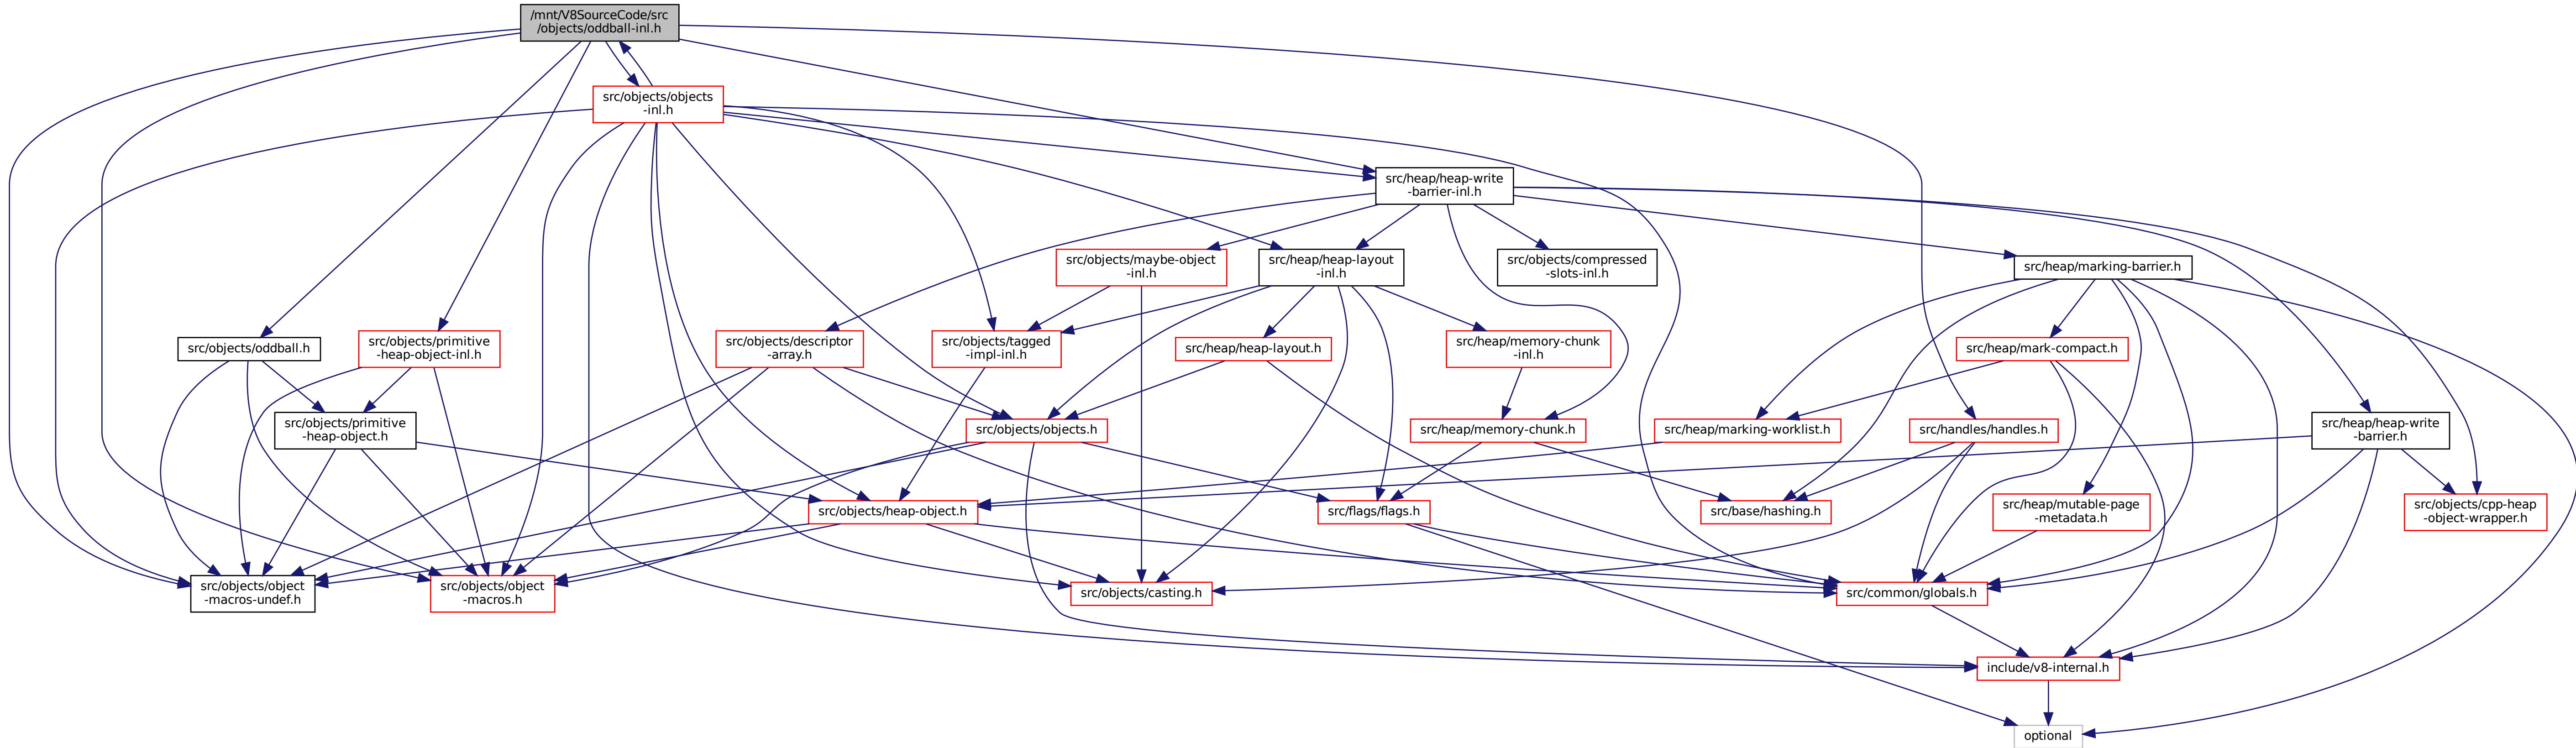 /mnt/V8SourceCode/src
/objects/oddball-inl.h
src/objects/objects
-inl.h
src/heap/heap-write
-barrier-inl.h
src/objects/maybe-object
-inl.h
src/heap/heap-layout
-inl.h
src/objects/compressed
-slots-inl.h
src/heap/marking-barrier.h
src/objects/oddball.h
src/objects/primitive
-heap-object-inl.h
src/objects/descriptor
-array.h
src/objects/tagged
-impl-inl.h
src/heap/heap-layout.h
src/heap/memory-chunk
-inl.h
src/heap/mark-compact.h
src/objects/primitive
-heap-object.h
src/objects/objects.h
src/heap/memory-chunk.h
src/heap/marking-worklist.h
src/handles/handles.h
src/heap/heap-write
-barrier.h
src/objects/heap-object.h
src/flags/flags.h
src/base/hashing.h
src/heap/mutable-page
-metadata.h
src/objects/cpp-heap
-object-wrapper.h
src/objects/object
-macros-undef.h
src/objects/object
-macros.h
src/objects/casting.h
src/common/globals.h
include/v8-internal.h
optional